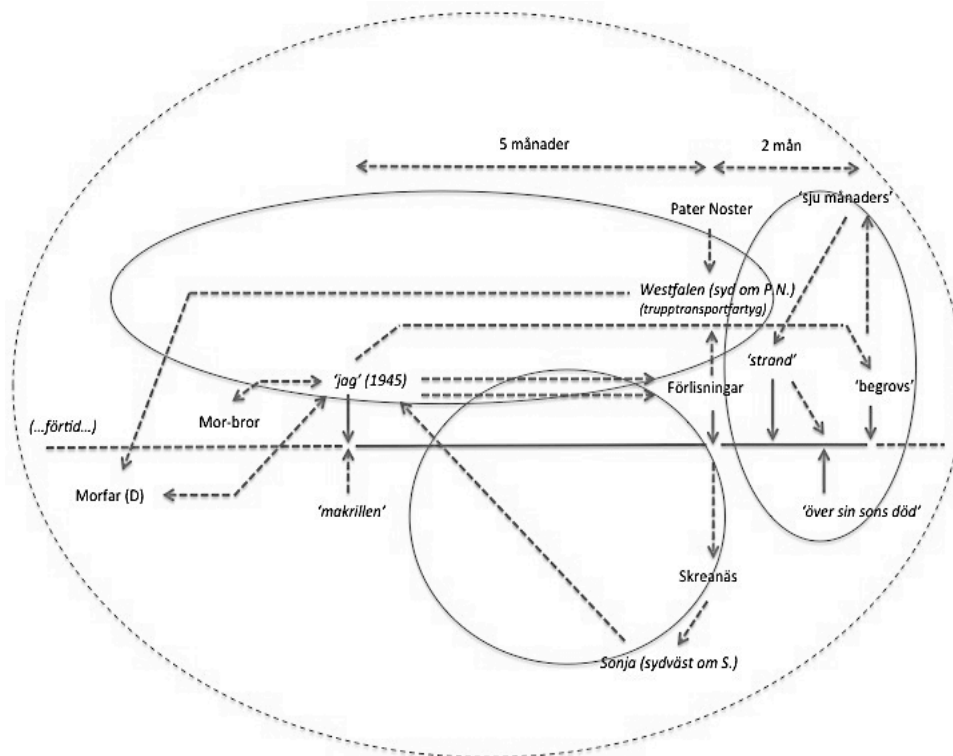 5 månader
2 mån
'sju månaders'
Pater Noster
Westfalen (syd om P N.)
(trupptransportfartyg)
'strand'
'jag' (1945)
Förlisningar
'begrovs'
Mor-bror
(...förtid...)
Morfar (D)
'makrillen'
'över sin sons död'
Skreanäs
Sonja (sydväst om S.)